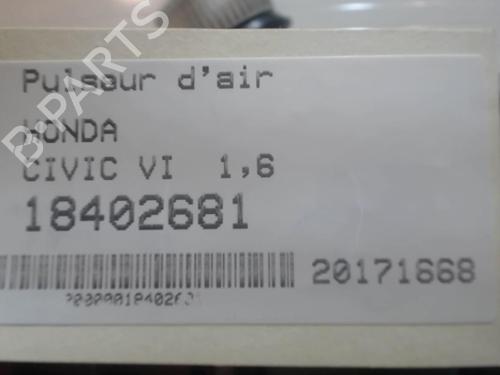 B-PARTS
Pulseur d'air
HONDA
CIVIC VI 1,6
18402681
20171668